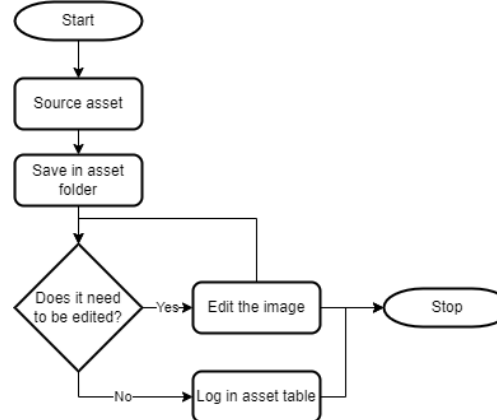 Start
Source asset
Save in asset
folder
Does it need
to be edited?
Yes
Edit the image
Stop
No
Log in asset table